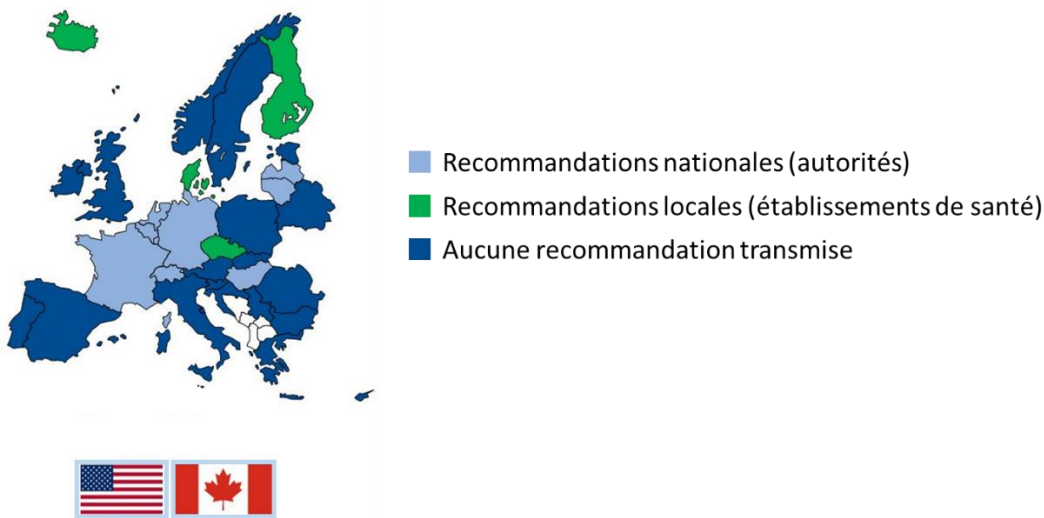 Recommandations nationales (autorités)
Recommandations locales (établissements de santé)
Aucune recommandation transmise